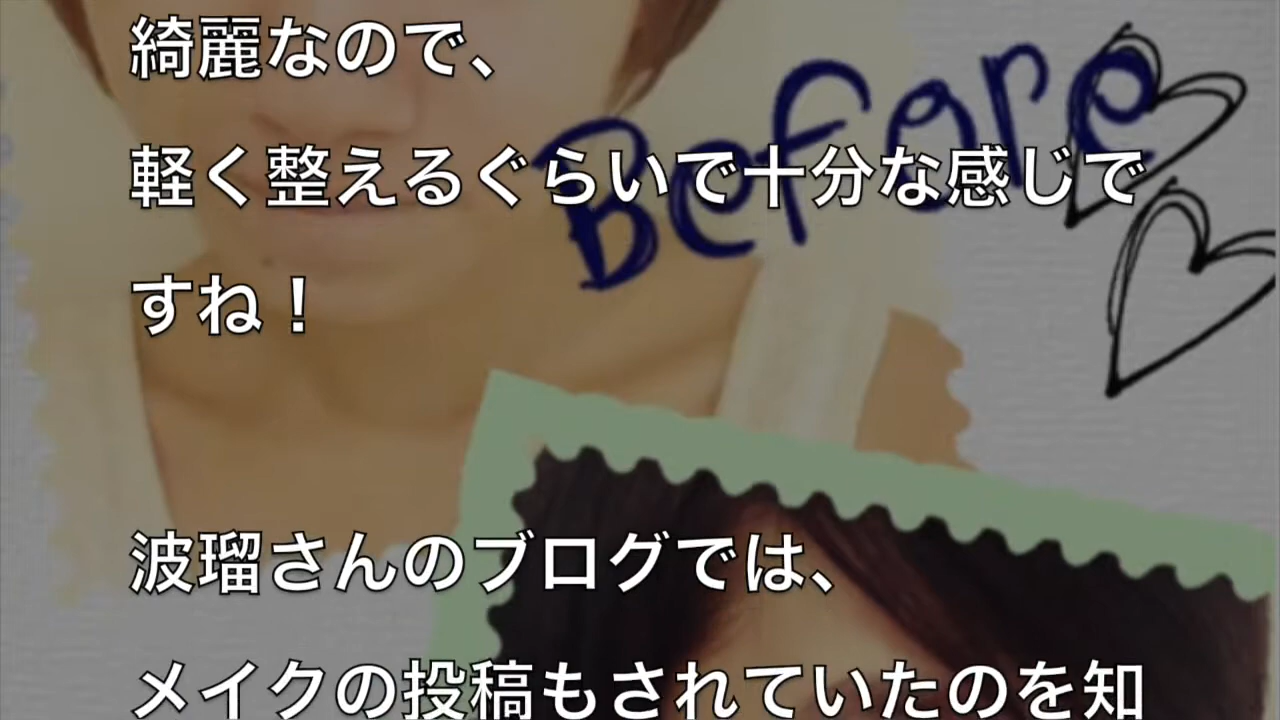 綺麗なので、
Before
軽く整えるぐらいで十分な感じで
すね！
波瑠さんのブログでは、
メイクの投稿もされていたのを知